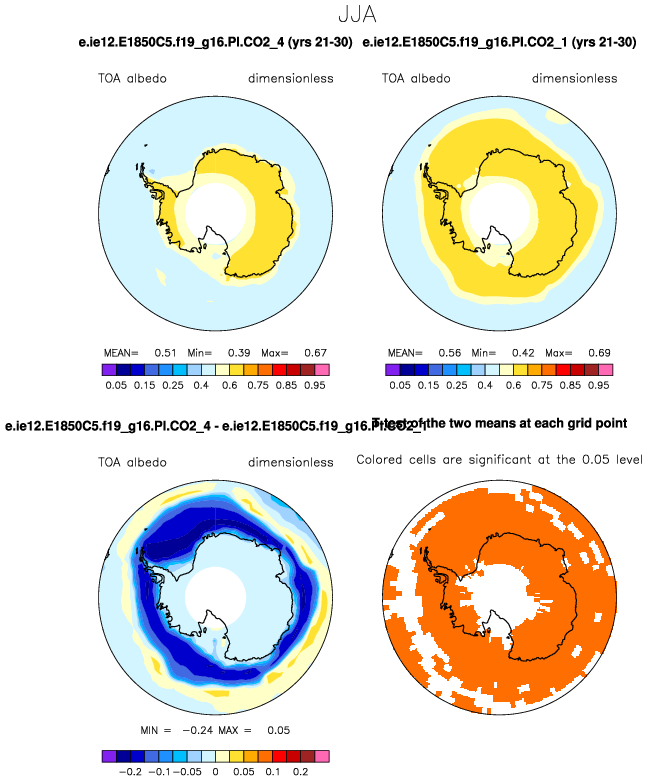 JJA
e.ie12.E1850C5.f19_g16.PI.CO2_4 (yrs 21-30) e.ie12.E1850C5.f19_g16.PI.CO2_1 (yrs 21-30)
TOA albedo dimensionless TOA albedo dimensionless
MEAN= 0.51 Min= 0.39 Max= 0.67 MEAN= 0.56 Min= 0.42 Max= 0.69
0.05 0.15 0.25 0.4 0.6 0.75 0.85 0.95 0.05 0.15 0.25 0.4 0.6 0.75 0.85 0.95
e.ie12.E1850C5.f19_g16.PI.CO2_4 - e.ie12.E1850C5.f19_g16.PI.CO2_1 T-test of the two means at each grid point
TOA albedo dimensionless Colored cells are significant at the 0.05 level
MIN = -0.24 MAX = 0.05
-0.2 -0.1 -0.05 0 0.05 0.1 0.2